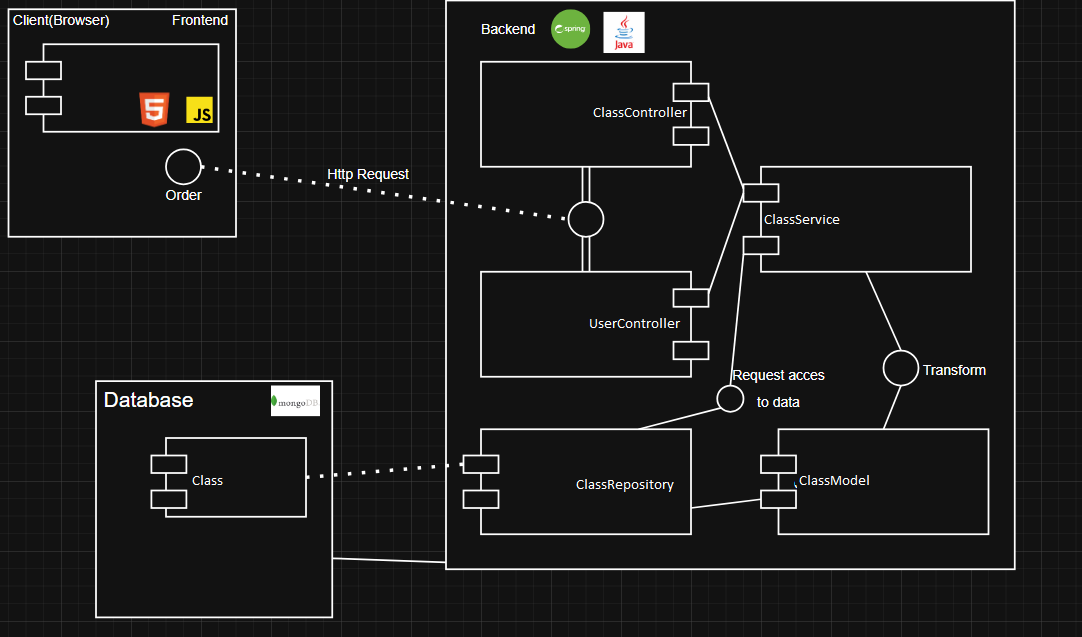 Client(Browser)
Frontend
5
JS
Order
Http Request
Backend
spring
Java
ClassController
ClassService
UserController
Request acces
to data
Transform
Database
mongoDB
Class
ClassRepository
ClassModel